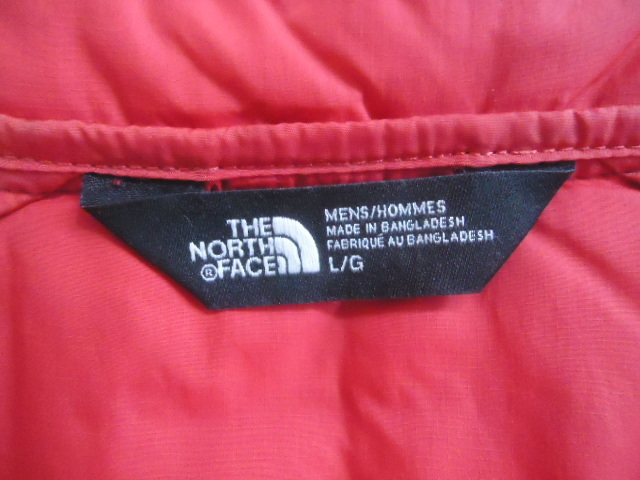 THE
NORTH
® FACE
MENS/HOMMES
MADE IN BANGLADESH
FABRIQUÉ AU BANGLADESH
L/G